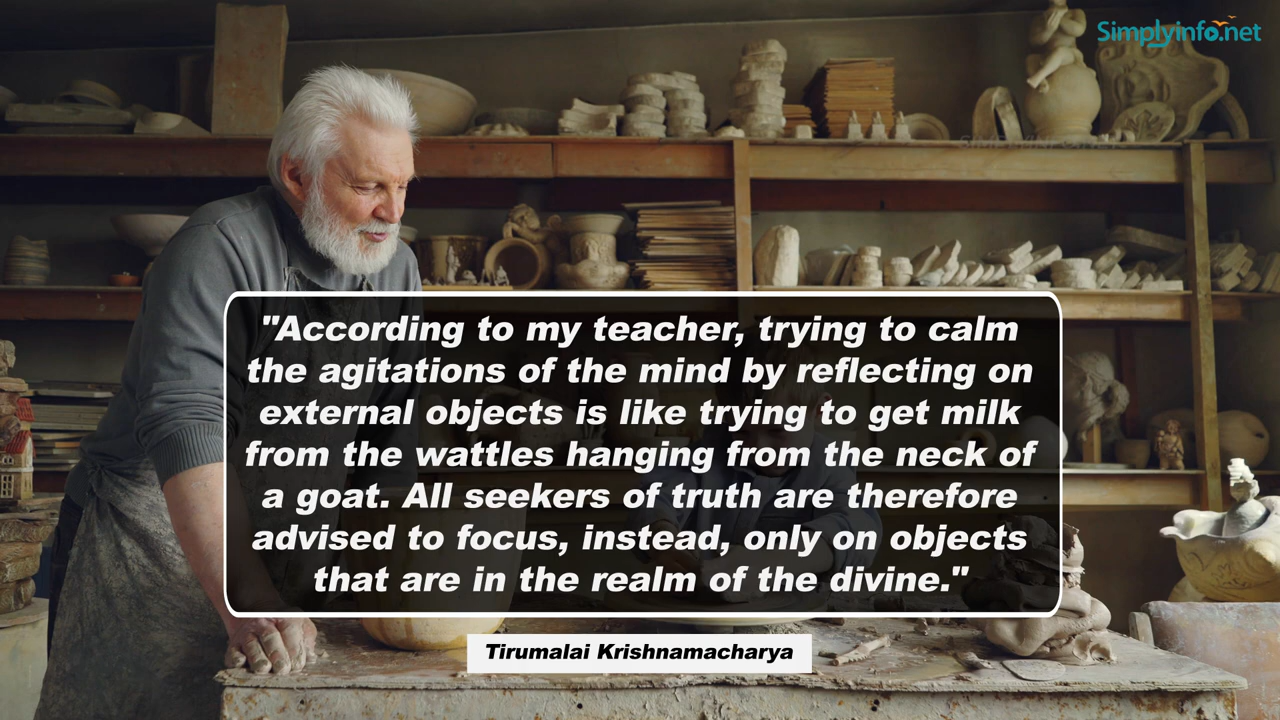 Simplyinfo.net
"According to my teacher, trying to calm
the agitations of the mind by reflecting on
external objects is like trying to get milk
from the wattles hanging from the neck of
a goat. All seekers of truth are therefore
advised to focus, instead, only on objects
that are in the realm of the divine."
Tirumalai Krishnamacharya